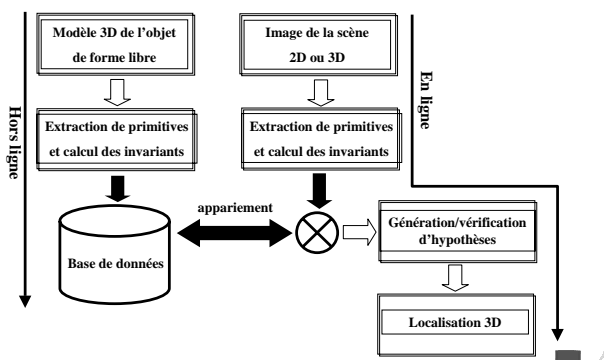 Modèle 3D de l'objet
de forme libre
Image de la scène
2D ou 3D
Hors ligne
En ligne
Extraction de primitives
et calcul des invariants
Extraction de primitives
et calcul des invariants
appariement
Base de données
Génération/vérification
d'hypothèses
Localisation 3D